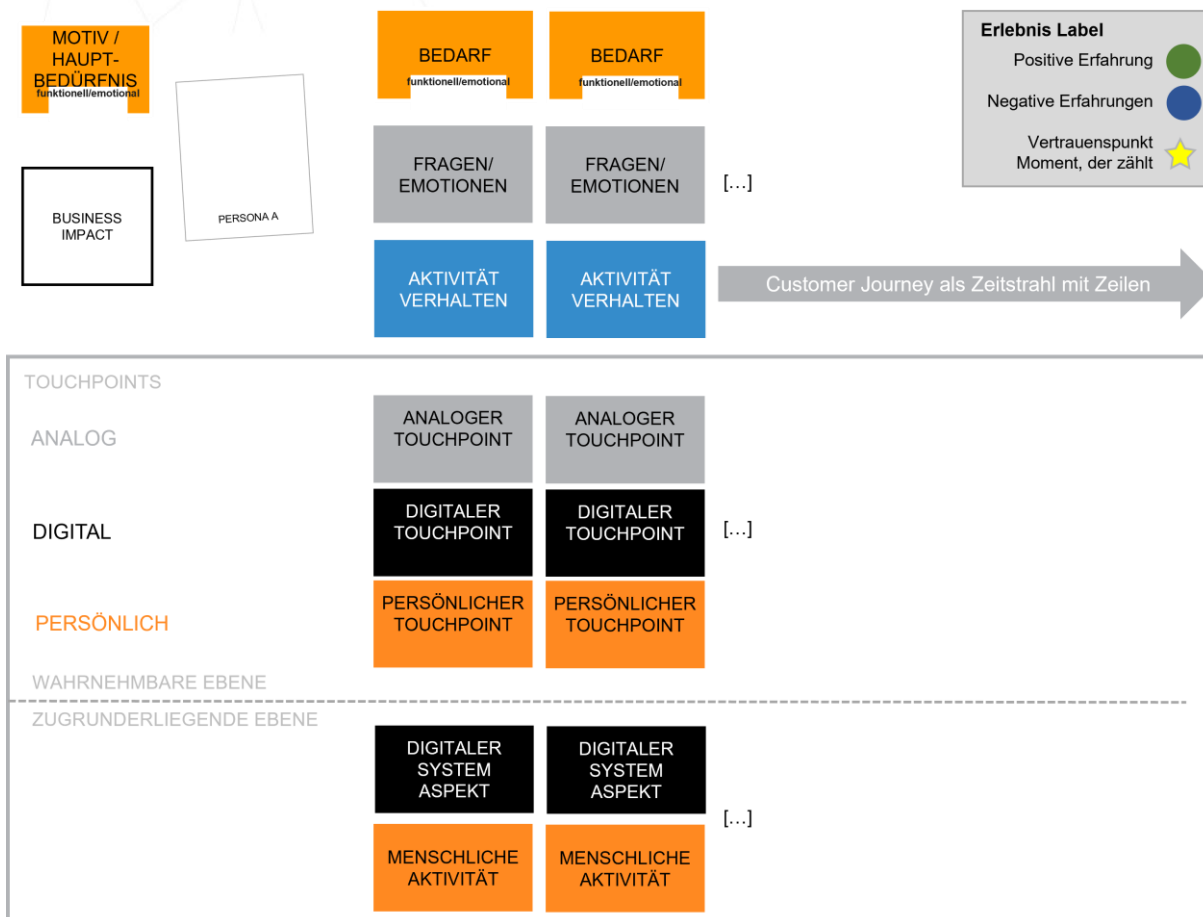 MOTIV /
HAUPT-
BEDÜRFNIS
funktionell/emotional
BEDARF
funktionell/emotional
BEDARF
funktionell/emotional
Erlebnis Label
Positive Erfahrung
Negative Erfahrungen
Vertrauenspunkt
Moment, der zählt
BUSINESS
IMPACT
PERSONA A
FRAGEN/
EMOTIONEN
FRAGEN/
EMOTIONEN
[...]
AKTIVITÄT
VERHALTEN
AKTIVITÄT
VERHALTEN
Customer Journey als Zeitstrahl mit Zeilen
TOUCHPOINTS
ANALOG
ANALOGER
TOUCHPOINT
ANALOGER
TOUCHPOINT
DIGITAL
DIGITALER
TOUCHPOINT
DIGITALER
TOUCHPOINT
[...]
PERSÖNLICH
PERSÖNLICHER
TOUCHPOINT
PERSÖNLICHER
TOUCHPOINT
WAHRNEHMBARE EBENE
ZUGRUNDERLIEGENDE EBENE
DIGITALER
SYSTEM
ASPEKT
DIGITALER
SYSTEM
ASPEKT
[...]
MENSCHLICHE
AKTIVITÄT
MENSCHLICHE
AKTIVITÄT